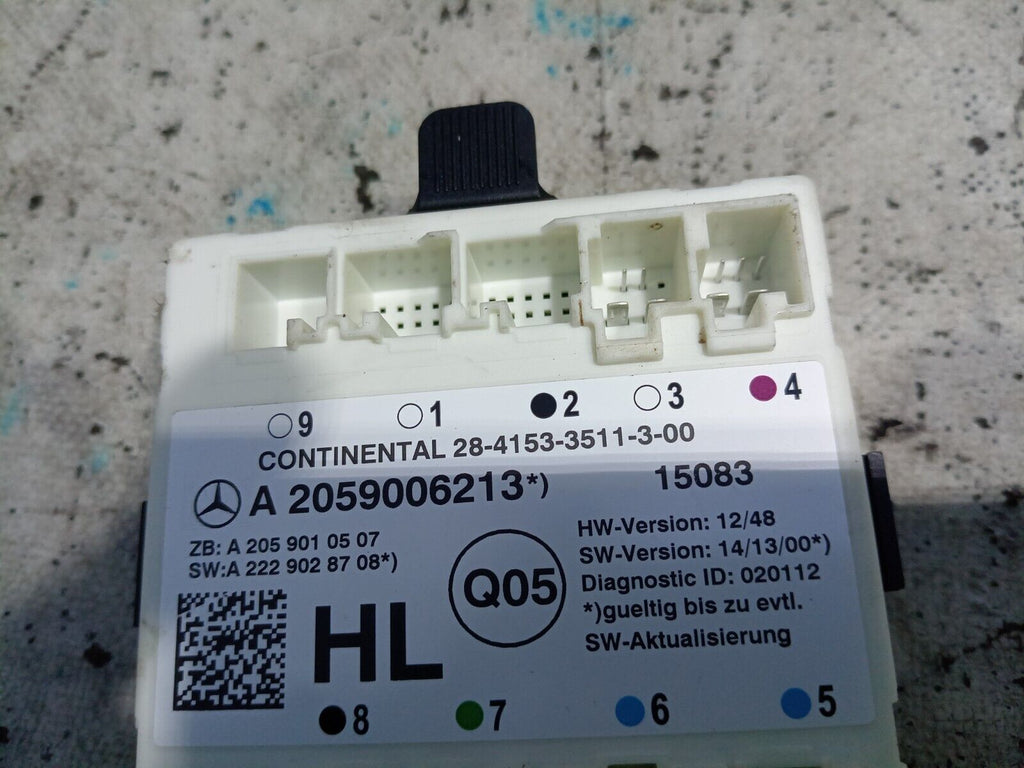 9 1 2 3 4
CONTINENTAL 28-4153-3511-3-00
A 2059006213*) 15083
ZB: A 205 901 05 07
SW:A 222 902 87 08*)
HL
Q05
HW-Version: 12/48
SW-Version: 14/13/00*)
Diagnostic ID: 020112
*)gueltig bis zu evtl.
SW-Aktualisierung
8 7 6 5